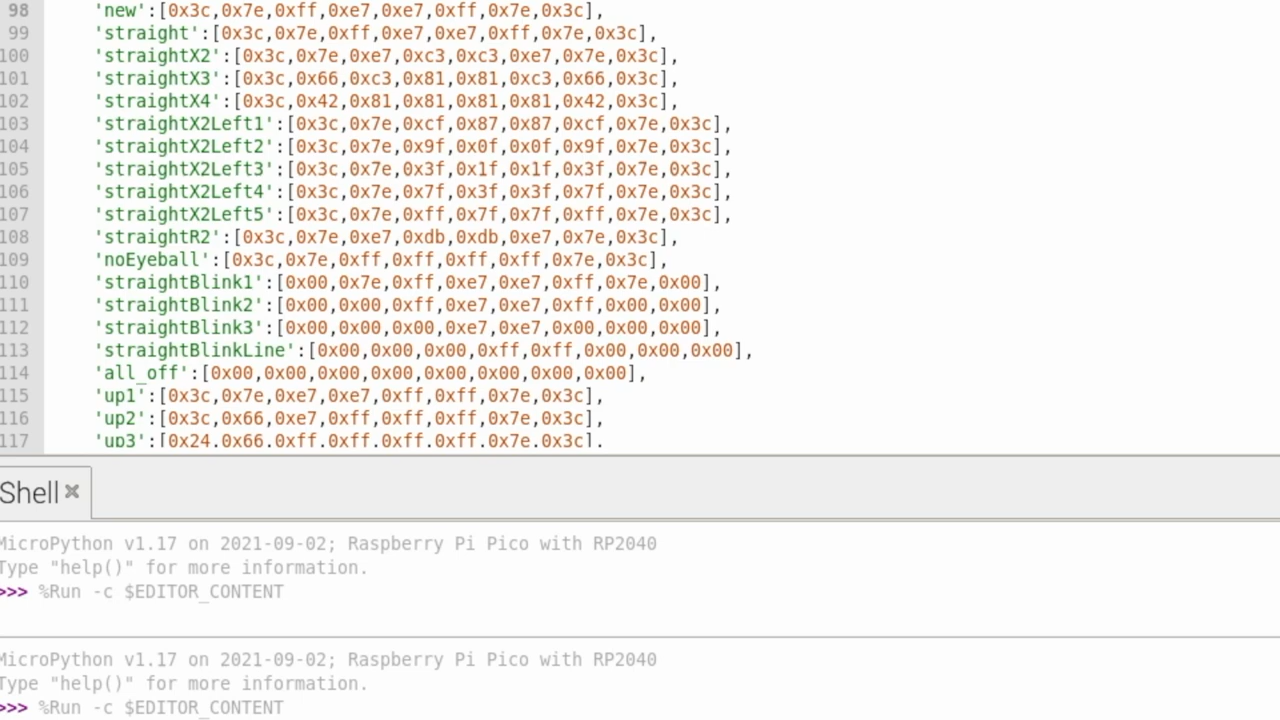 98 'new':[0x3c,0x7e,0xff,0xe7,0xe7,0xff,0x7e,0x3c],
99 'straight':[0x3c,0x7e,0xff,0xe7,0xe7,0xff,0x7e,0x3c],
100 'straightX2':[0x3c,0x7e,0xe7,0xc3,0xc3,0xe7,0x7e,0x3c],
101 'straightX3':[0x3c,0x66,0xc3,0x81,0x81,0xc3,0x66,0x3c],
102 'straightX4':[0x3c,0x42,0x81,0x81,0x81,0x81,0x42,0x3c],
103 'straightX2Left1':[0x3c,0x7e,0xcf,0x87,0x87,0xcf,0x7e,0x3c],
104 'straightX2Left2':[0x3c,0x7e,0x9f,0x0f,0x0f,0x9f,0x7e,0x3c],
105 'straightX2Left3':[0x3c,0x7e,0x3f,0x1f,0x1f,0x3f,0x7e,0x3c],
106 'straightX2Left4':[0x3c,0x7e,0x7f,0x3f,0x3f,0x7f,0x7e,0x3c],
107 'straightX2Left5':[0x3c,0x7e,0xff,0x7f,0x7f,0xff,0x7e,0x3c],
108 'straightR2':[0x3c,0x7e,0xe7,0xdb,0xdb,0xe7,0x7e,0x3c],
109 'noEyeball':[0x3c,0x7e,0xff,0xff,0xff,0xff,0x7e,0x3c],
110 'straightBlink1':[0x00,0x7e,0xff,0xe7,0xe7,0xff,0x7e,0x00],
111 'straightBlink2':[0x00,0x00,0xff,0xe7,0xe7,0xff,0x00,0x00],
112 'straightBlink3':[0x00,0x00,0x00,0xe7,0xe7,0x00,0x00,0x00],
113 'straightBlinkLine':[0x00,0x00,0x00,0xff,0xff,0x00,0x00,0x00],
114 'all_off':[0x00,0x00,0x00,0x00,0x00,0x00,0x00,0x00],
115 'up1':[0x3c,0x7e,0xe7,0xe7,0xff,0xff,0x7e,0x3c],
116 'up2':[0x3c,0x66,0xe7,0xff,0xff,0xff,0x7e,0x3c],
117 'up3':[0x24,0x66,0xff,0xff,0xff,0xff,0x7e,0x3c],
Shell
MicroPython v1.17 on 2021-09-02; Raspberry Pi Pico with RP2040
Type "help()" for more information.
>>> %Run -c $EDITOR_CONTENT
MicroPython v1.17 on 2021-09-02; Raspberry Pi Pico with RP2040
Type "help()" for more information.
>>> %Run -c $EDITOR_CONTENT